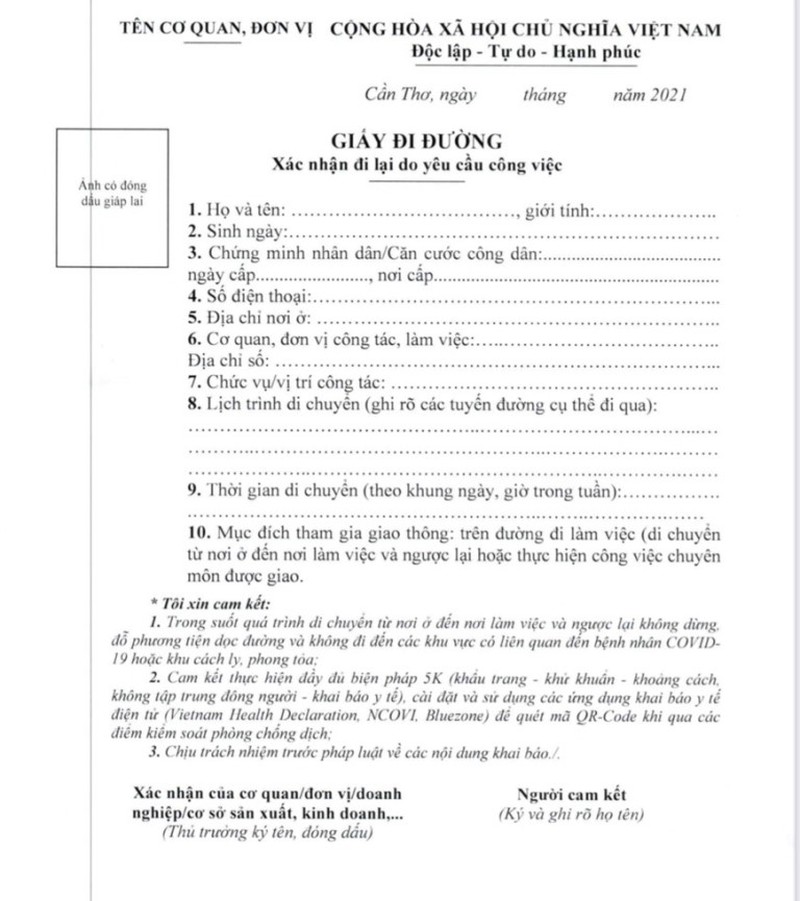 TÊN CƠ QUAN, ĐƠN VỊ CỘNG HÒA XÃ HỘI CHỦ NGHĨA VIỆT NAM
Độc lập - Tự do - Hạnh phúc
Cần Thơ, ngày tháng năm 2021
GIẤY ĐI ĐƯỜNG
Xác nhận đi lại do yêu cầu công việc
Ảnh có đóng
dấu giáp lai
1. Họ và tên: ……………………………, giới tính:………………..
2. Sinh ngày:…………………………………………………………
3. Chứng minh nhân dân/Căn cước công dân:..............................
ngày cấp....................., nơi cấp...................................................
4. Số điện thoại:……………………………………………………...
5. Địa chỉ nơi ở: ……………………………………………………..
6. Cơ quan, đơn vị công tác, làm việc:…..…………………………..
Địa chỉ số: …………………………………………………………...
7. Chức vụ/vị trí công tác: …………………………………………..
8. Lịch trình di chuyển (ghi rõ các tuyến đường cụ thể đi qua):
……………………………………………………………………...…
……………………………………………………………………...…
……………………………………………………………………...…
9. Thời gian di chuyển (theo khung ngày, giờ trong tuần):……………
……………………………………………………………………...
10. Mục đích tham gia giao thông: trên đường đi làm việc (di chuyển
từ nơi ở đến nơi làm việc và ngược lại hoặc thực hiện công việc chuyên
môn được giao.
* Tôi xin cam kết:
1. Trong suốt quá trình di chuyển từ nơi ở đến nơi làm việc và ngược lại không dừng,
đỗ phương tiện dọc đường và không đi đến các khu vực có liên quan đến bệnh nhân COVID-
19 hoặc khu cách ly, phong tỏa;
2. Cam kết thực hiện đầy đủ biện pháp 5K (khẩu trang - khử khuẩn - khoảng cách,
không tập trung đông người - khai báo y tế), cài đặt và sử dụng các ứng dụng khai báo y tế
điện tử (Vietnam Health Declaration, NCOVI, Bluezone) để quét mã QR-Code khi qua các
điểm kiểm soát phòng chống dịch;
3. Chịu trách nhiệm trước pháp luật về các nội dung khai báo./.
Xác nhận của cơ quan/đơn vị/doanh
nghiệp/cơ sở sản xuất, kinh doanh,...
(Thủ trưởng ký tên, đóng dấu)
Người cam kết
(Ký và ghi rõ họ tên)